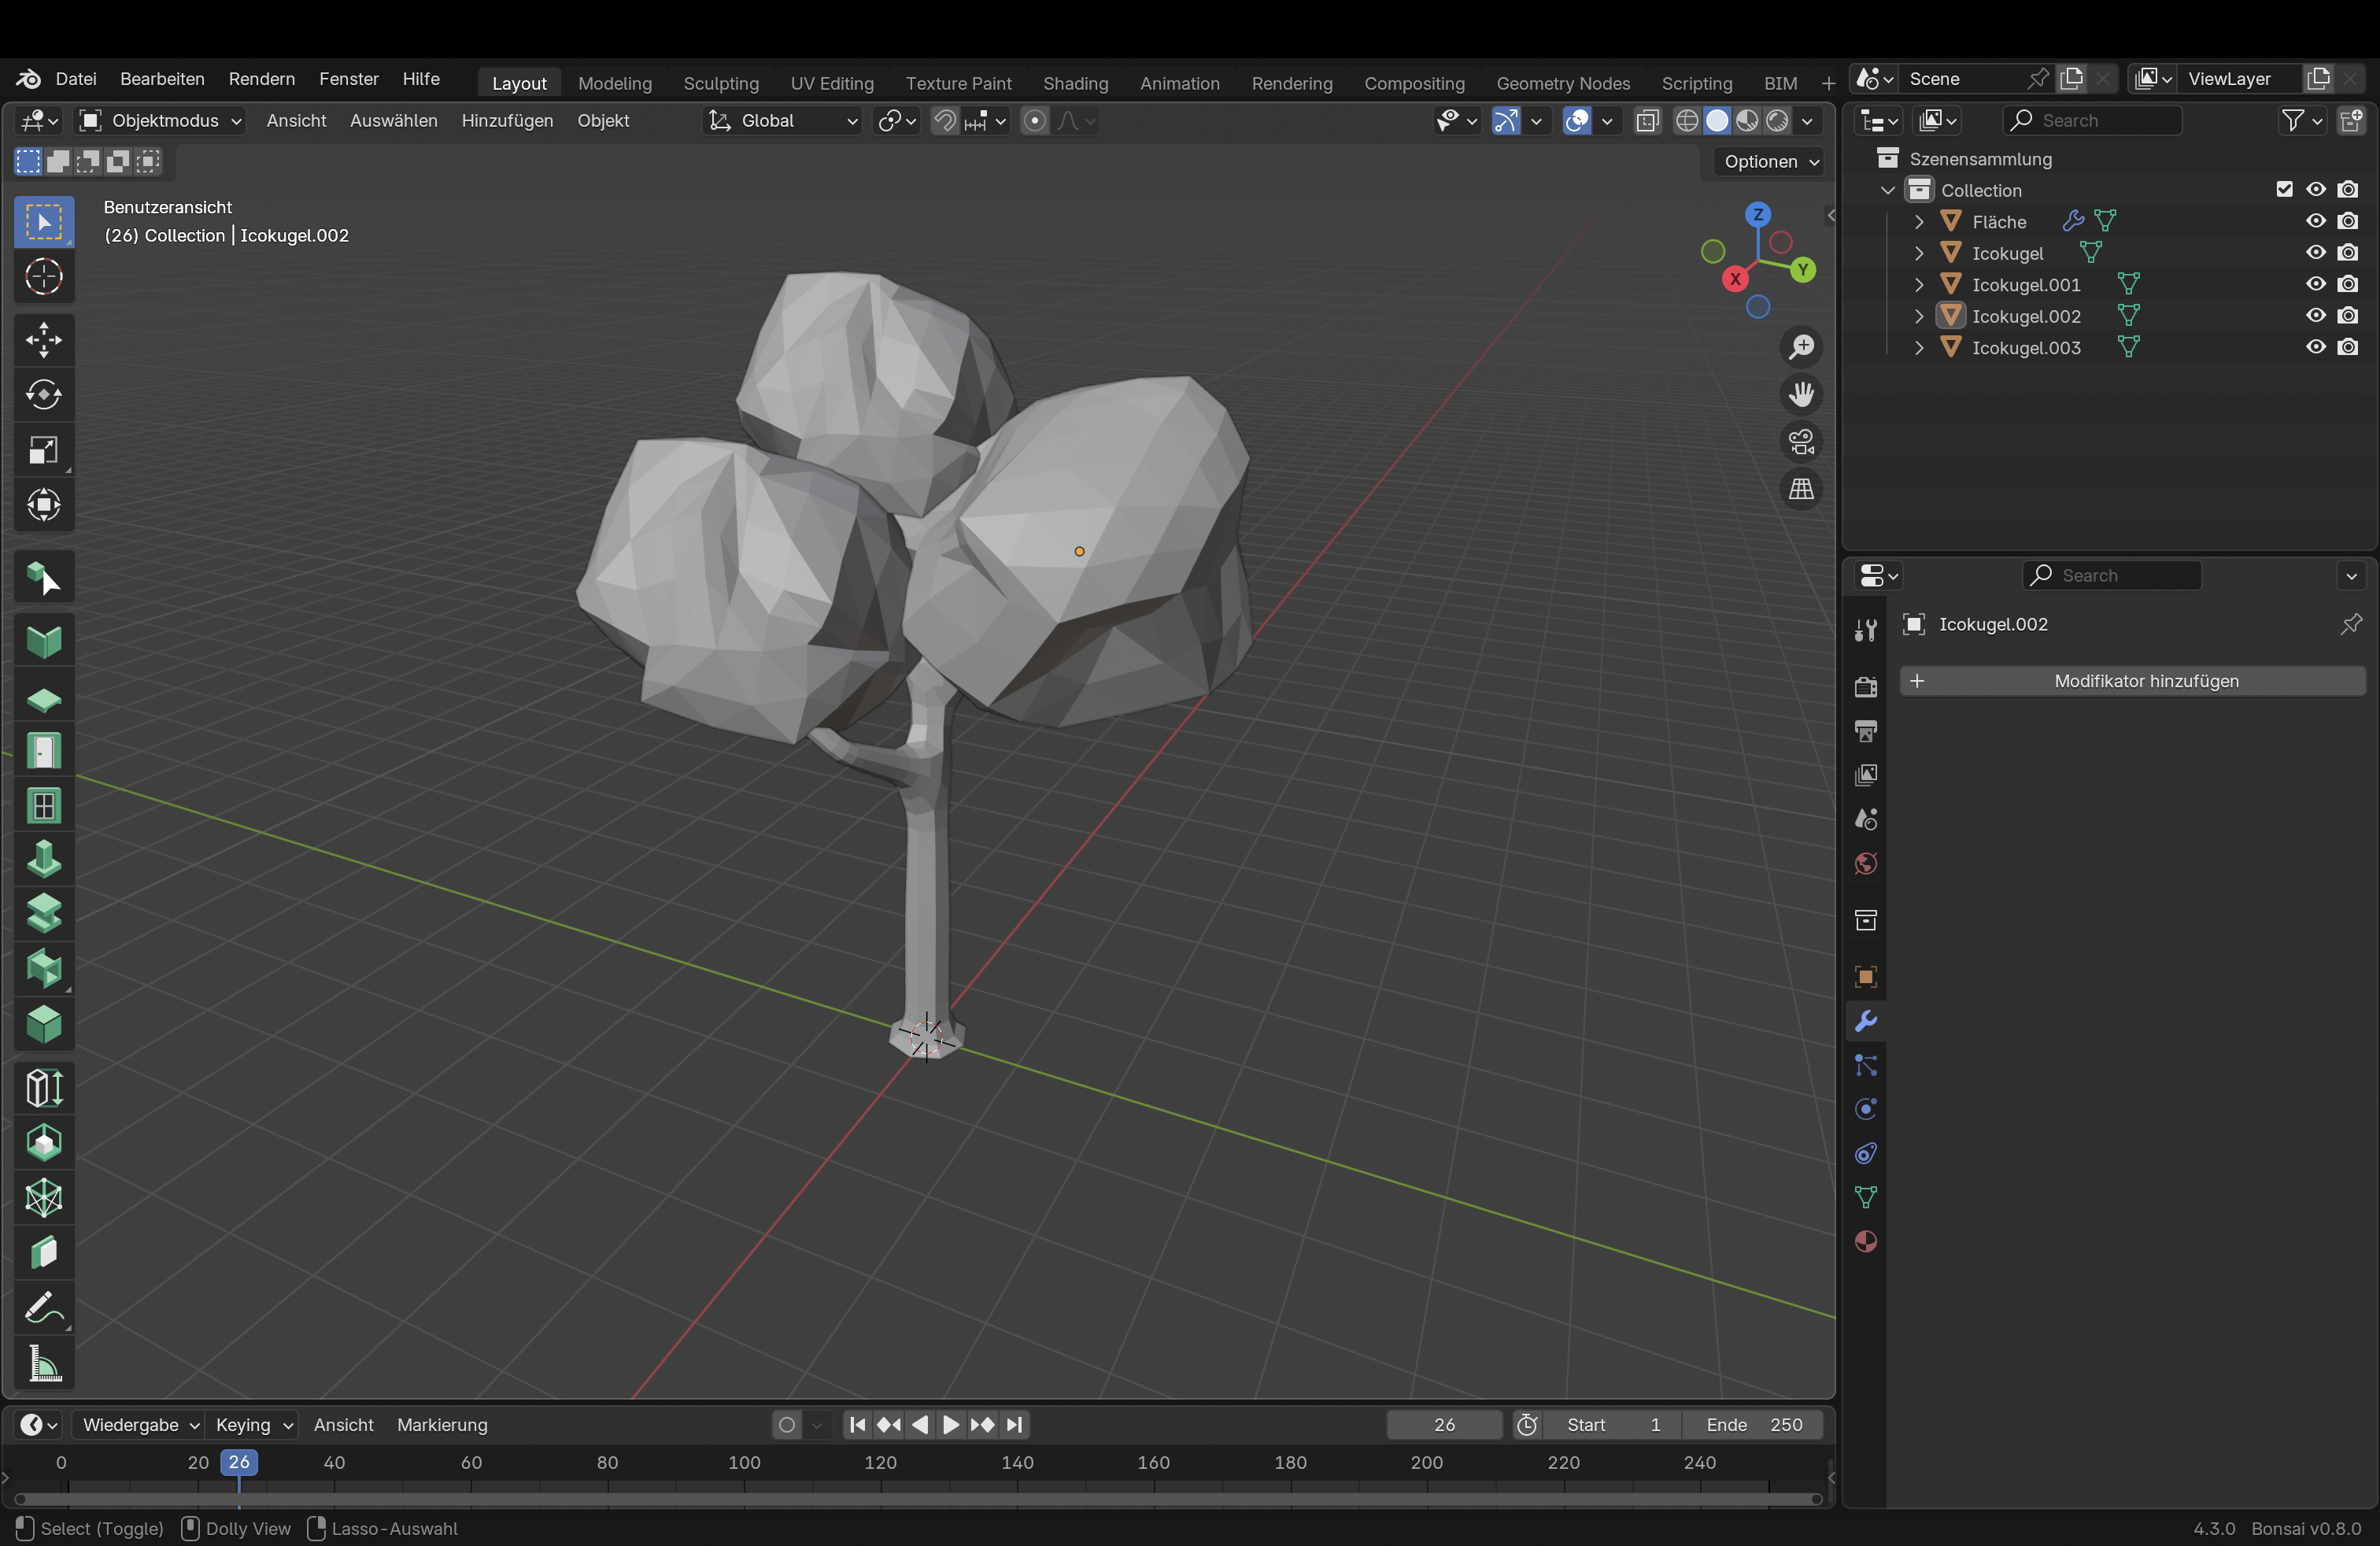 Datei Bearbeiten Rendern Fenster Hilfe Layout Modeling Sculpting UV Editing Texture Paint Shading Animation Rendering Compositing Geometry Nodes Scripting BIM + Scene ViewLayer
Objektmodus Ansicht Auswählen Hinzufügen Objekt Global
Optionen
Benutzeransicht
(26) Collection | Icokugel.002
Z
Y
X
Search
Szenensammlung
Collection
Fläche
Icokugel
Icokugel.001
Icokugel.002
Icokugel.003
Search
Icokugel.002
+ Modifikator hinzufügen
Wiedergabe Keying Ansicht Markierung 26 Start 1 Ende 250
0 20 26 40 60 80 100 120 140 160 180 200 220 240
Select (Toggle) Dolly View Lasso-Auswahl 4.3.0 Bonsai v0.8.0